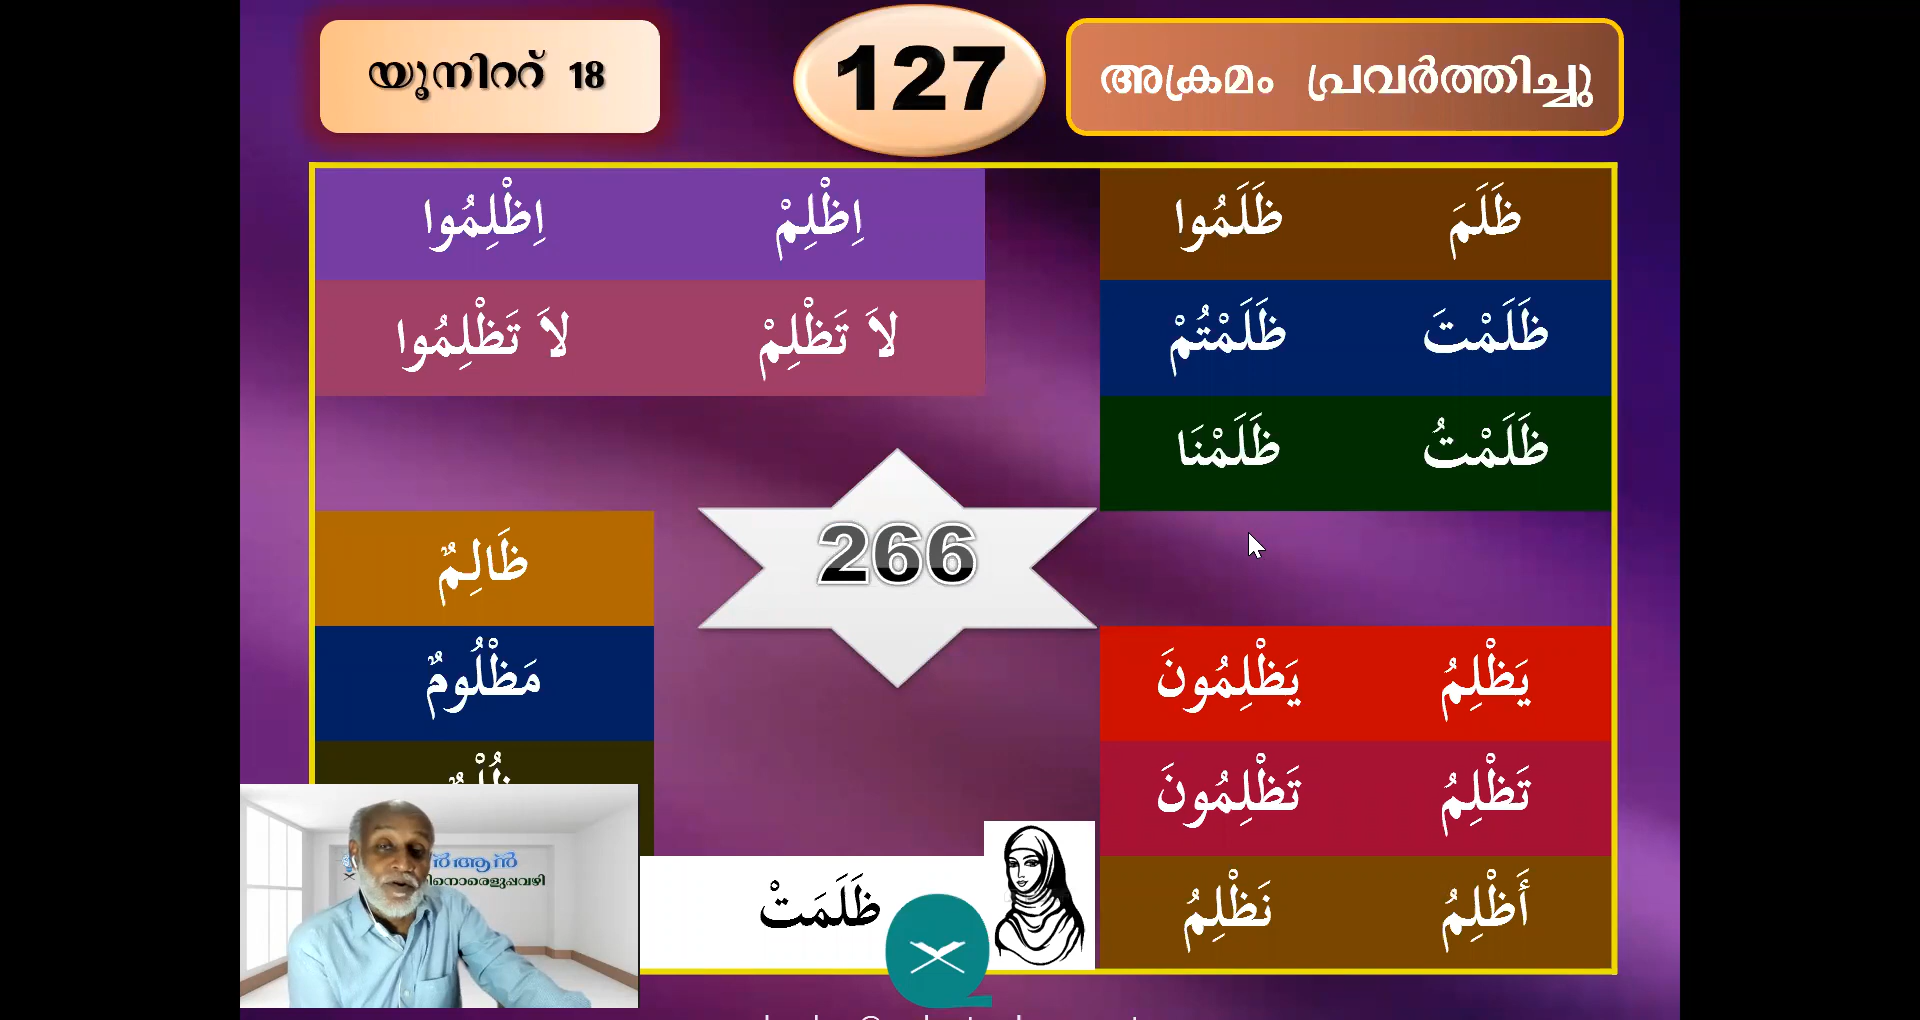 യൂനിററ് 18
127
അക്രമം പ്രവർത്തിച്ചു
ظَلَمَ ظَلَمُوا
ظَلَمْتَ ظَلَمْتُمْ
ظَلَمْتُ ظَلَمْنَا
يَظْلِمُ يَظْلِمُونَ
تَظْلِمُ تَظْلِمُونَ
أَظْلِمُ نَظْلِمُ
اِظْلِمْ اِظْلِمُوا
لاَ تَظْلِمْ لاَ تَظْلِمُوا
266
ظَالِمٌ
مَظْلُومٌ
ظُلْمٌ
ظَلَمَتْ